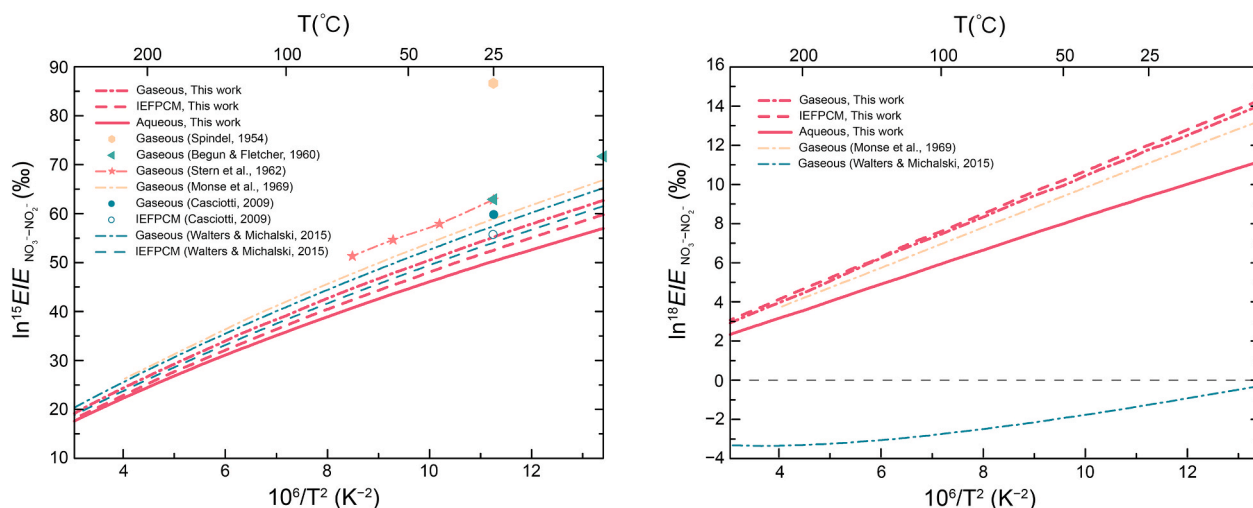 T(°C)
200 100 50 25
90
80
70
60
50
40
30
20
10
ln¹⁵EIE NO₃⁻–NO₂⁻ (‰)
Gaseous, This work
IEFPCM, This work
Aqueous, This work
Gaseous (Spindel, 1954)
Gaseous (Begun & Fletcher, 1960)
Gaseous (Stern et al., 1962)
Gaseous (Monse et al., 1969)
Gaseous (Casciotti, 2009)
IEFPCM (Casciotti, 2009)
Gaseous (Walters & Michalski, 2015)
IEFPCM (Walters & Michalski, 2015)
4 6 8 10 12
10⁶/T² (K⁻²)
T(°C)
200 100 50 25
16
14
12
10
8
6
4
2
0
−2
−4
ln¹⁸EIE NO₃⁻–NO₂⁻ (‰)
Gaseous, This work
IEFPCM, This work
Aqueous, This work
Gaseous (Monse et al., 1969)
Gaseous (Walters & Michalski, 2015)
4 6 8 10 12
10⁶/T² (K⁻²)